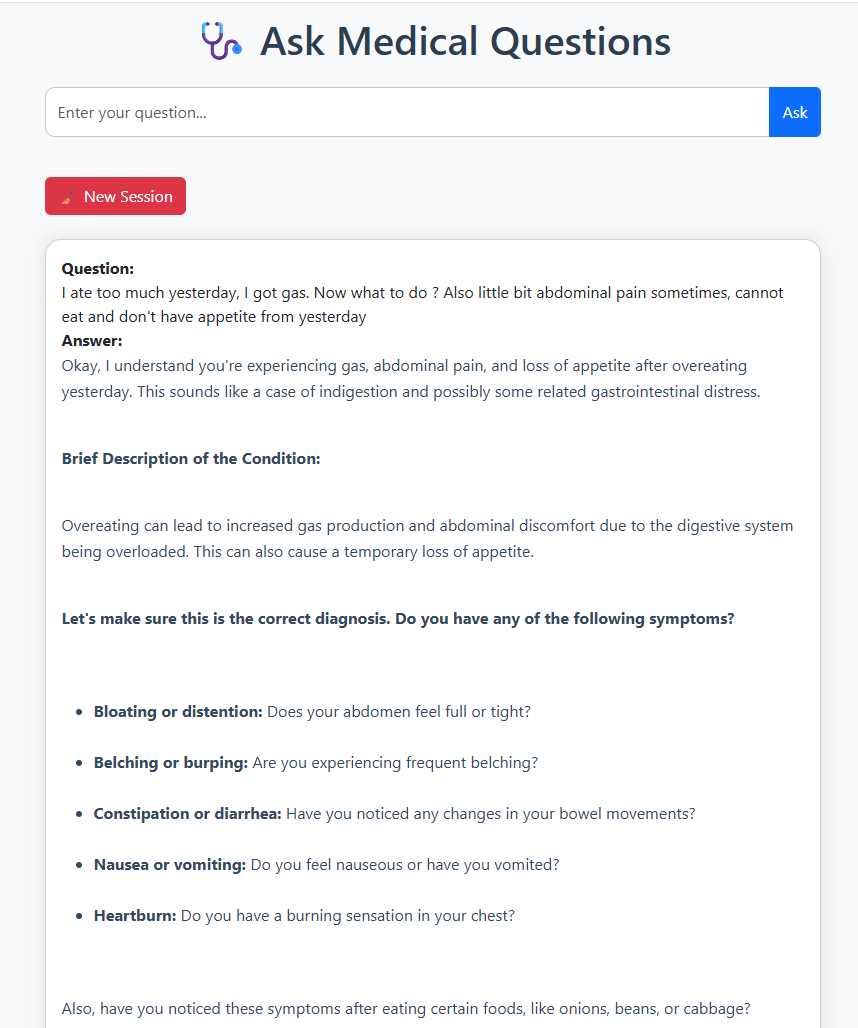 Ask Medical Questions
Enter your question...
Ask
New Session
Question:
I ate too much yesterday, I got gas. Now what to do ? Also little bit abdominal pain sometimes, cannot
eat and don't have appetite from yesterday
Answer:
Okay, I understand you're experiencing gas, abdominal pain, and loss of appetite after overeating
yesterday. This sounds like a case of indigestion and possibly some related gastrointestinal distress.
Brief Description of the Condition:
Overeating can lead to increased gas production and abdominal discomfort due to the digestive system
being overloaded. This can also cause a temporary loss of appetite.
Let's make sure this is the correct diagnosis. Do you have any of the following symptoms?
• Bloating or distention: Does your abdomen feel full or tight?
• Belching or burping: Are you experiencing frequent belching?
• Constipation or diarrhea: Have you noticed any changes in your bowel movements?
• Nausea or vomiting: Do you feel nauseous or have you vomited?
• Heartburn: Do you have a burning sensation in your chest?
Also, have you noticed these symptoms after eating certain foods, like onions, beans, or cabbage?